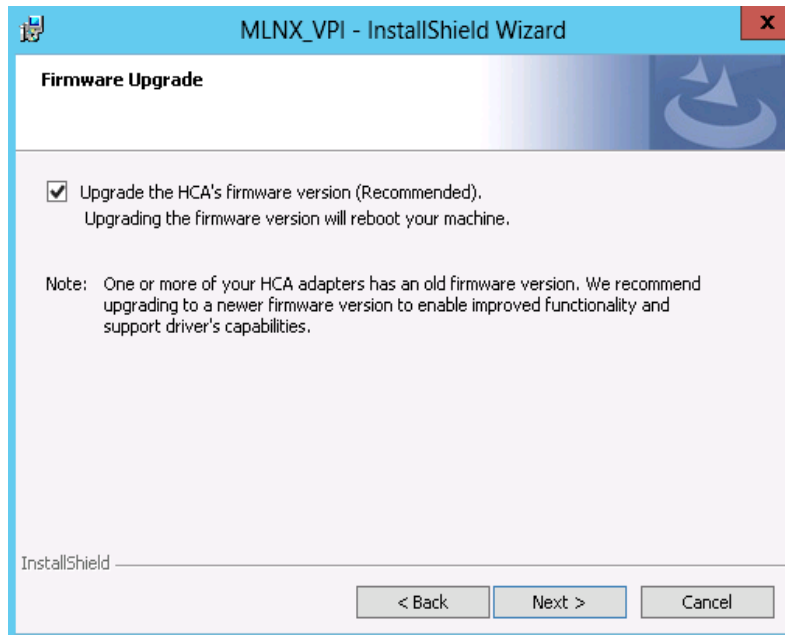 MLNX_VPI - InstallShield Wizard
x
Firmware Upgrade
Upgrade the HCA's firmware version (Recommended).
Upgrading the firmware version will reboot your machine.
Note: One or more of your HCA adapters has an old firmware version. We recommend
upgrading to a newer firmware version to enable improved functionality and
support driver's capabilities.
InstallShield
< Back Next > Cancel